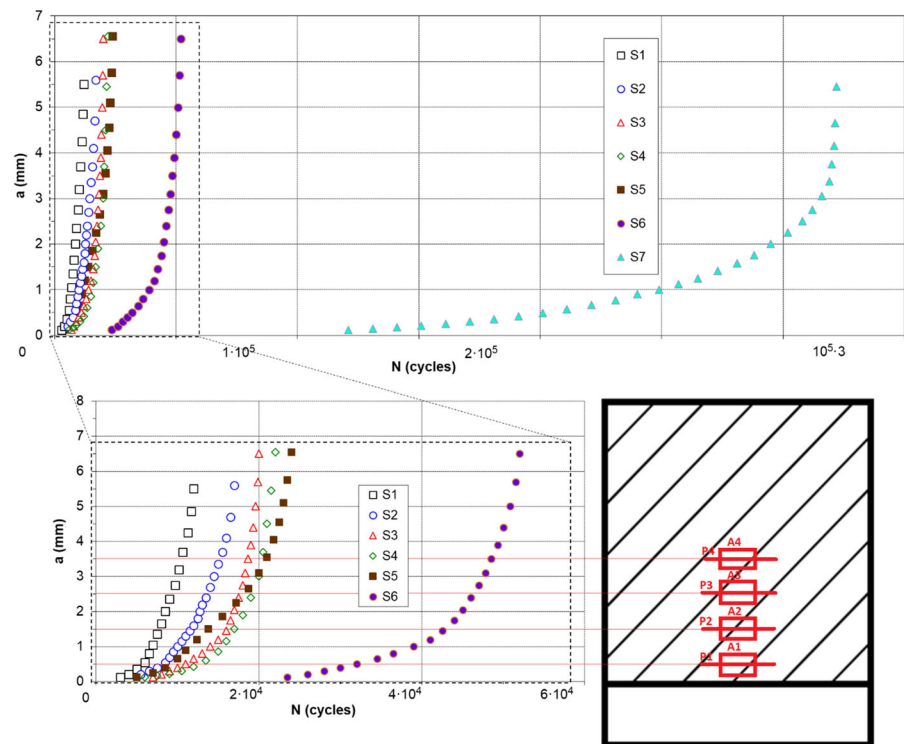 7
6
5
4
3
2
1
0
a (mm)
S1
S2
S3
S4
S5
S6
S7
0
1·10⁵
2·10⁵
10⁵·3
N (cycles)
8
7
6
5
4
3
2
1
0
a (mm)
S1
S2
S3
S4
S5
S6
0
2·10⁴
4·10⁴
6·10⁴
N (cycles)
A4
P4
A3
P3
A2
P2
A1
P1